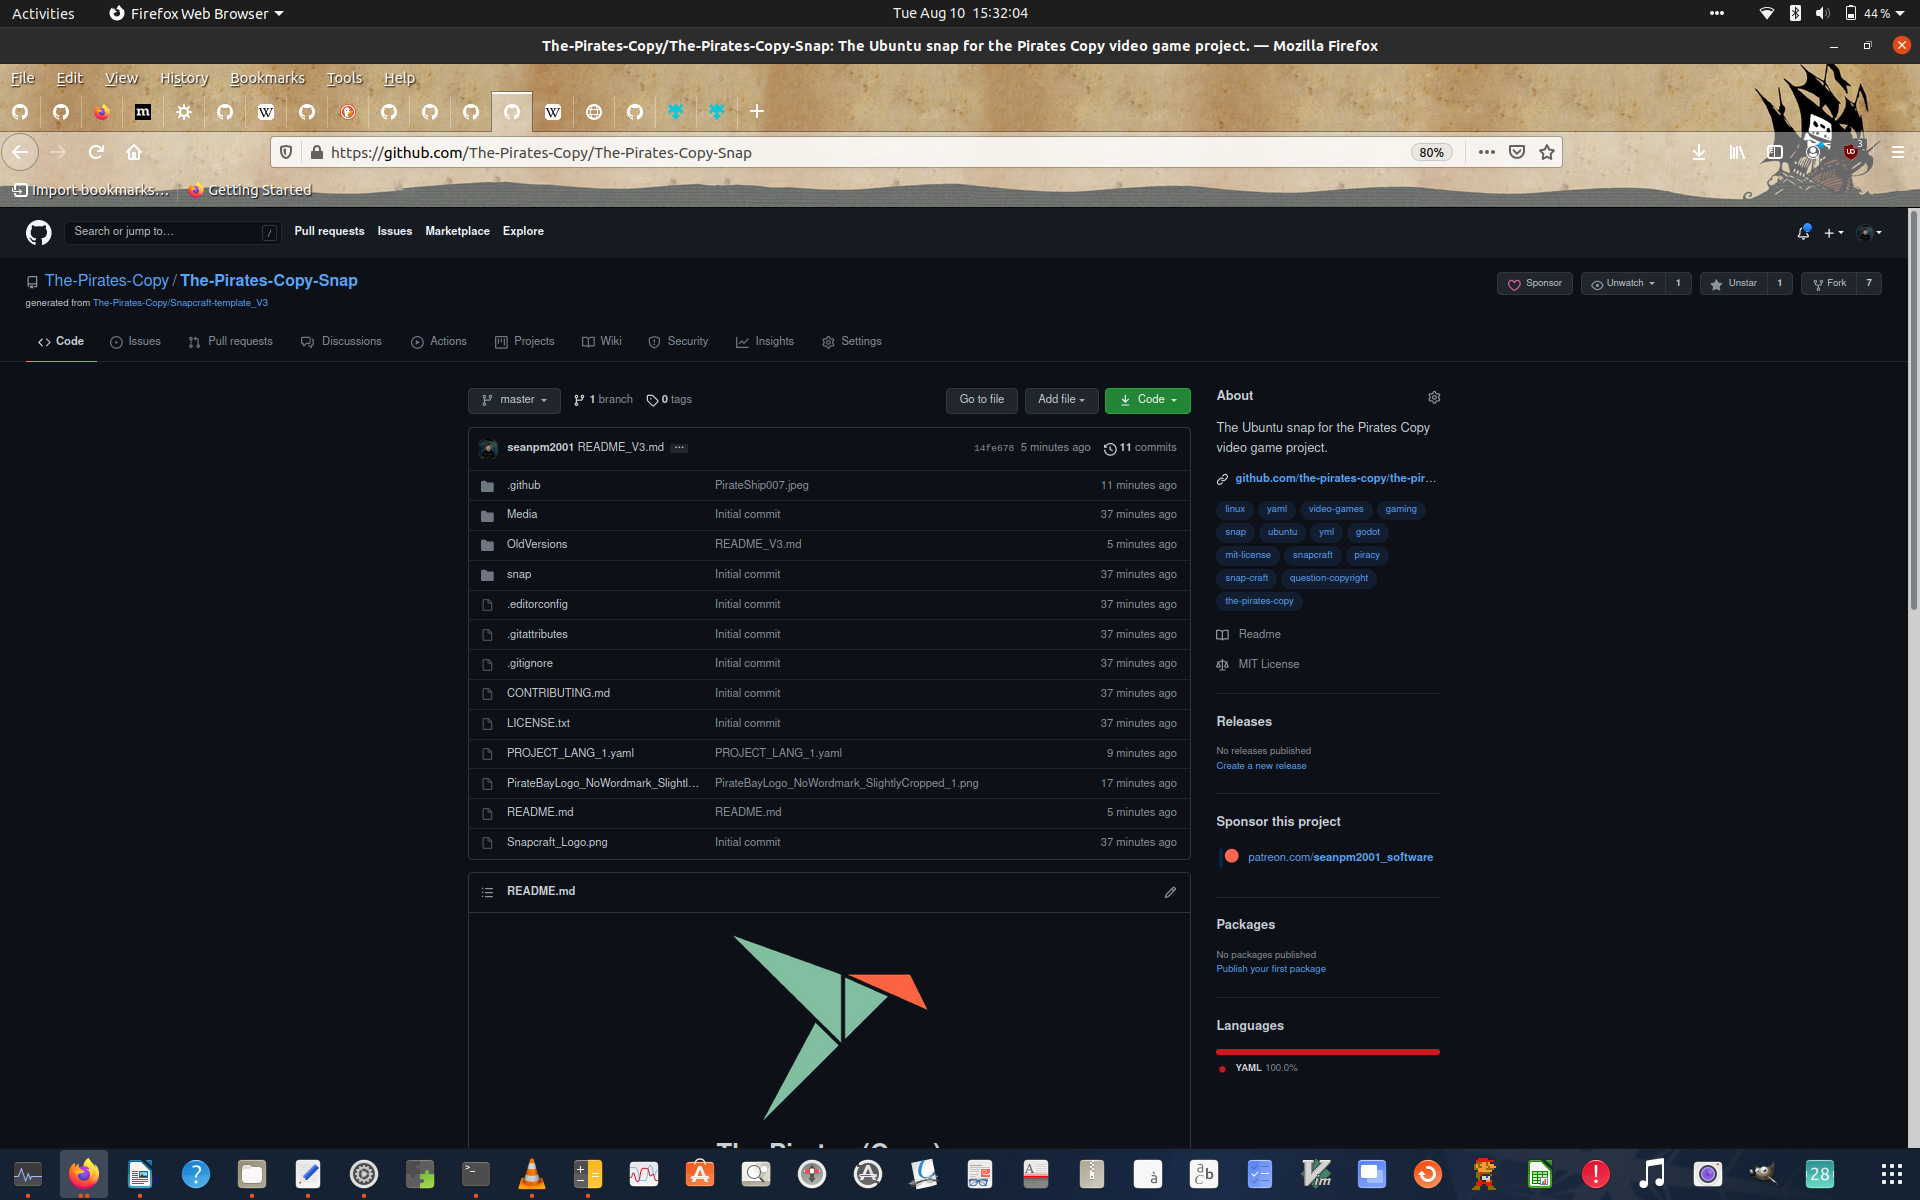 Activities Firefox Web Browser Tue Aug 10 15:32:04 44 %
The-Pirates-Copy/The-Pirates-Copy-Snap: The Ubuntu snap for the Pirates Copy video game project. — Mozilla Firefox
File Edit View History Bookmarks Tools Help
https://github.com/The-Pirates-Copy/The-Pirates-Copy-Snap 80% 3
Import bookmarks... Getting Started
Search or jump to... / Pull requests Issues Marketplace Explore
The-Pirates-Copy / The-Pirates-Copy-Snap Sponsor Unwatch 1 Unstar 1 Fork 7
generated from The-Pirates-Copy/Snapcraft-template_V3
Code Issues Pull requests Discussions Actions Projects Wiki Security Insights Settings
master 1 branch 0 tags Go to file Add file Code
seanpm2001 README_V3.md ... 14fe678 5 minutes ago 11 commits
.github PirateShip007.jpeg 11 minutes ago
Media Initial commit 37 minutes ago
OldVersions README_V3.md 5 minutes ago
snap Initial commit 37 minutes ago
.editorconfig Initial commit 37 minutes ago
.gitattributes Initial commit 37 minutes ago
.gitignore Initial commit 37 minutes ago
CONTRIBUTING.md Initial commit 37 minutes ago
LICENSE.txt Initial commit 37 minutes ago
PROJECT_LANG_1.yaml PROJECT_LANG_1.yaml 9 minutes ago
PirateBayLogo_NoWordmark_Slightl... PirateBayLogo_NoWordmark_SlightlyCropped_1.png 17 minutes ago
README.md README.md 5 minutes ago
Snapcraft_Logo.png Initial commit 37 minutes ago
README.md
About
The Ubuntu snap for the Pirates Copy
video game project.
github.com/the-pirates-copy/the-pir...
linux yaml video-games gaming
snap ubuntu yml godot
mit-license snapcraft piracy
snap-craft question-copyright
the-pirates-copy
Readme
MIT License
Releases
No releases published
Create a new release
Sponsor this project
patreon.com/seanpm2001_software
Packages
No packages published
Publish your first package
Languages
YAML 100.0%
28